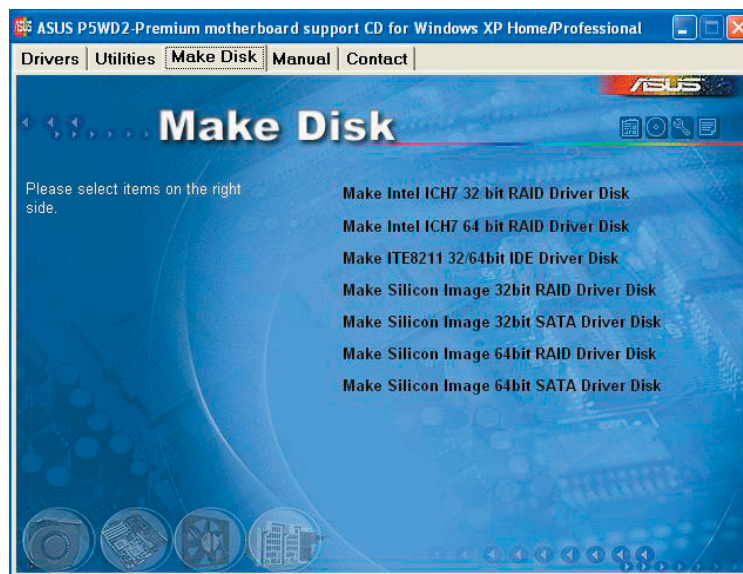 ASUS P5WD2-Premium motherboard support CD for Windows XP Home/Professional
Drivers Utilities Make Disk Manual Contact
ASUS
Make Disk
Please select items on the right
side.
Make Intel ICH7 32 bit RAID Driver Disk
Make Intel ICH7 64 bit RAID Driver Disk
Make ITE8211 32/64bit IDE Driver Disk
Make Silicon Image 32bit RAID Driver Disk
Make Silicon Image 32bit SATA Driver Disk
Make Silicon Image 64bit RAID Driver Disk
Make Silicon Image 64bit SATA Driver Disk